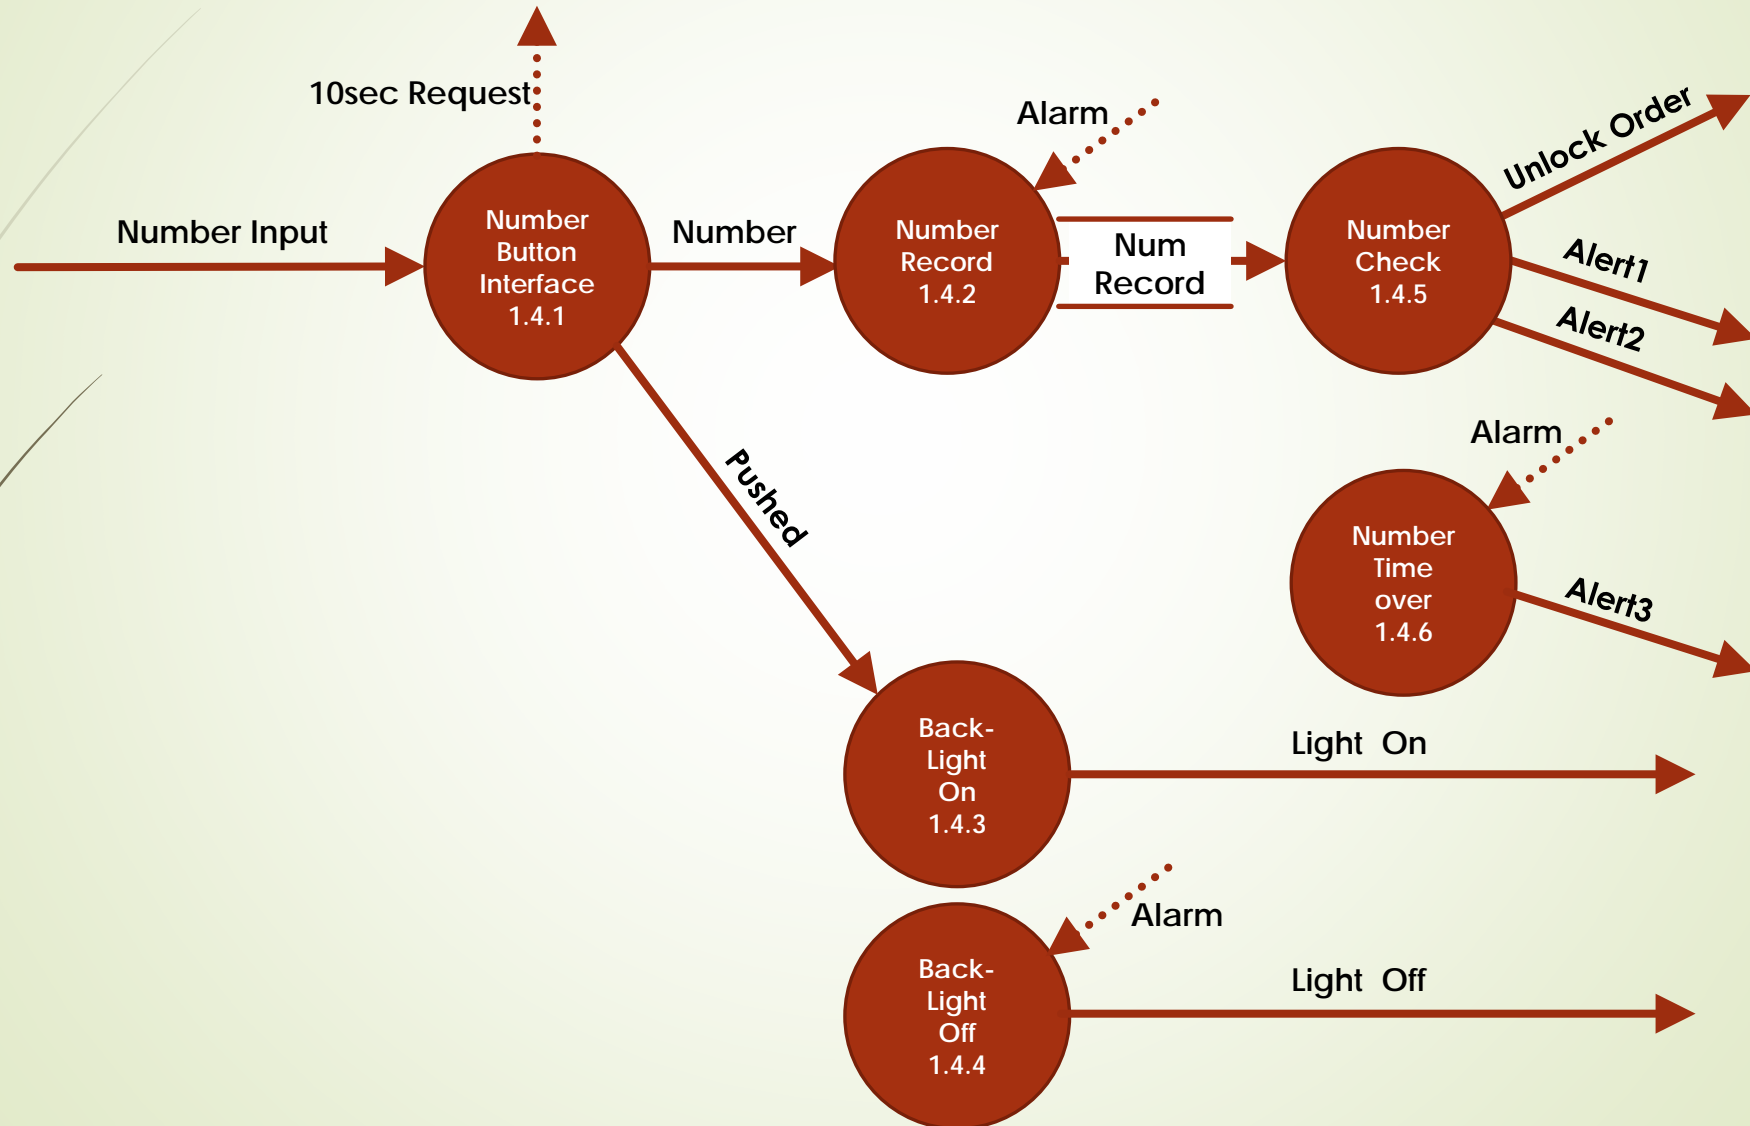 10sec Request
Alarm
Unlock Order
Number Input
Number
Button
Interface
1.4.1
Number
Number
Record
1.4.2
Num
Record
Number
Check
1.4.5
Alert1
Alert2
Alarm
Pushed
Number
Time
over
1.4.6
Alert3
Back-
Light
On
1.4.3
Light On
Alarm
Back-
Light
Off
1.4.4
Light Off